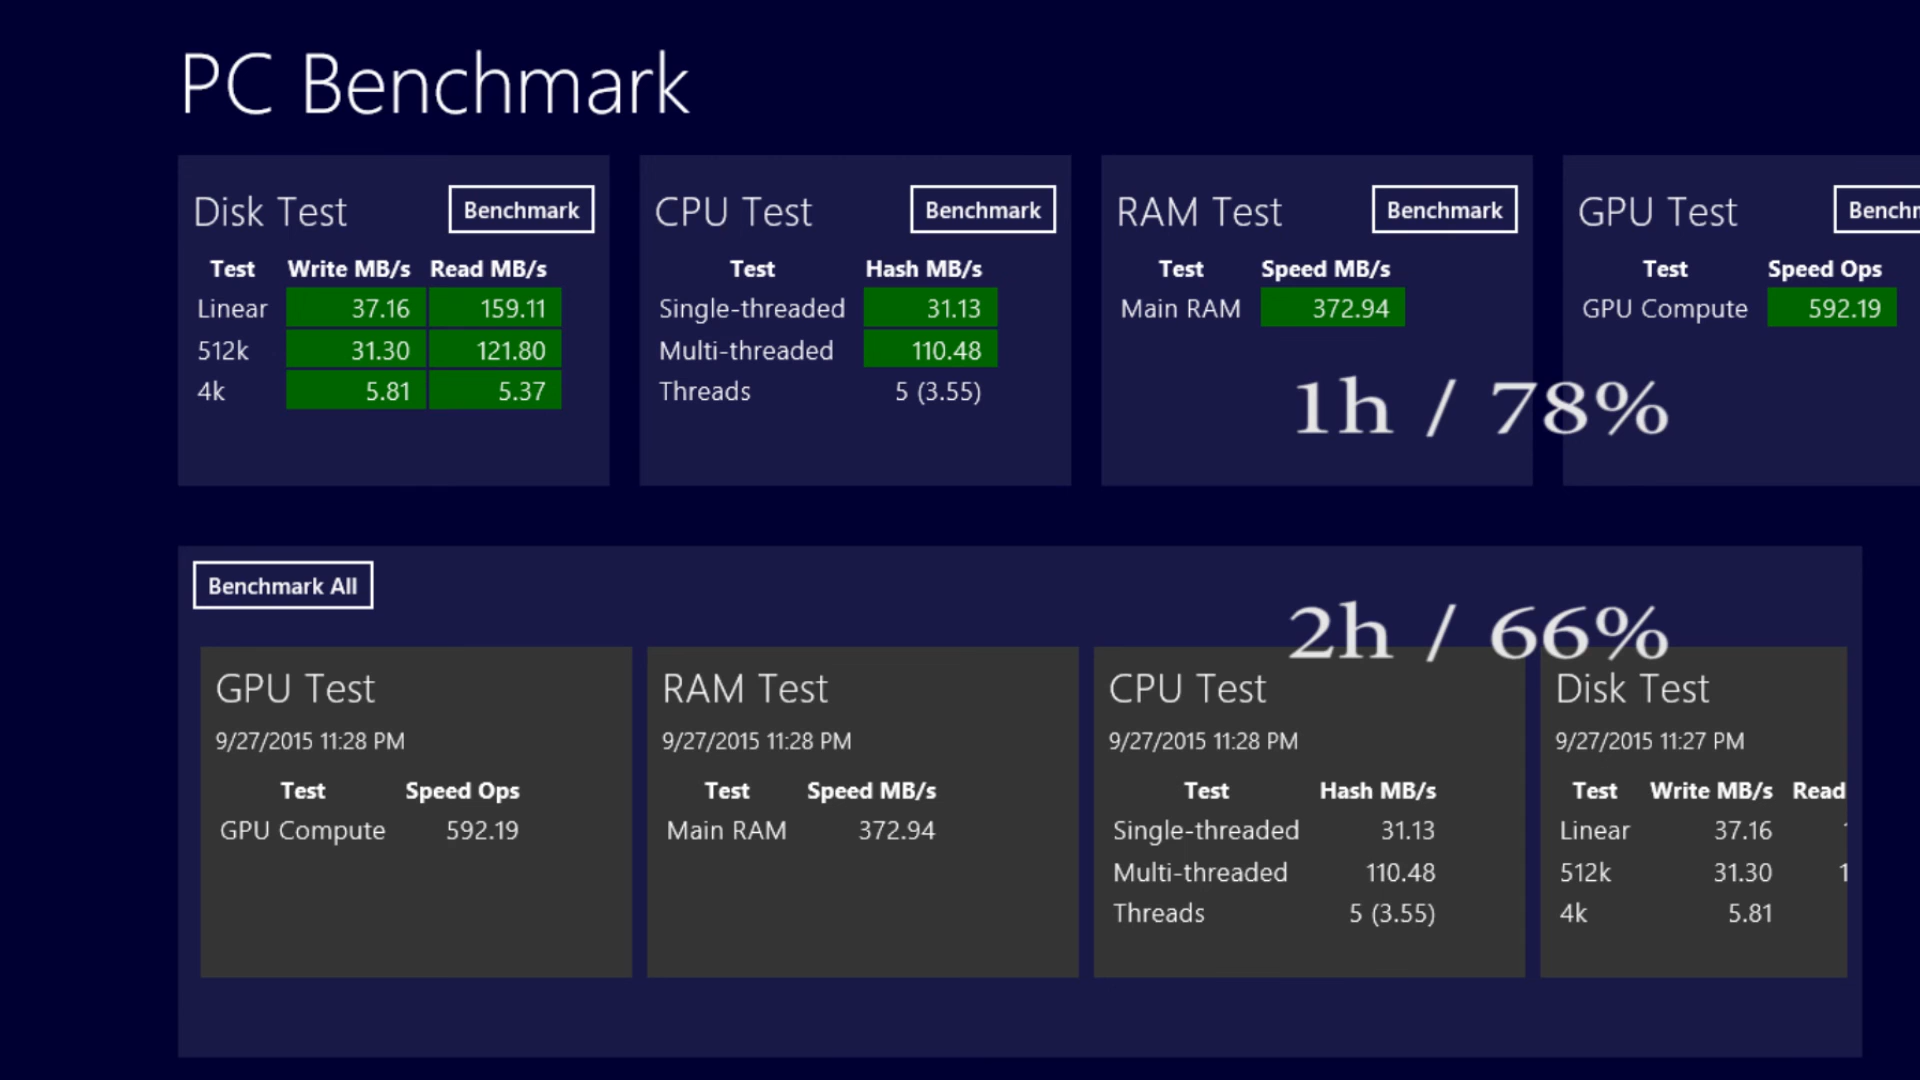 PC Benchmark
Disk Test Benchmark
Test Write MB/s Read MB/s
Linear 37.16 159.11
512k 31.30 121.80
4k 5.81 5.37
CPU Test Benchmark
Test Hash MB/s
Single-threaded 31.13
Multi-threaded 110.48
Threads 5 (3.55)
RAM Test Benchmark
Test Speed MB/s
Main RAM 372.94
GPU Test Benchm
Test Speed Ops
GPU Compute 592.19
1h / 78%
Benchmark All
2h / 66%
GPU Test
9/27/2015 11:28 PM
Test Speed Ops
GPU Compute 592.19
RAM Test
9/27/2015 11:28 PM
Test Speed MB/s
Main RAM 372.94
CPU Test
9/27/2015 11:28 PM
Test Hash MB/s
Single-threaded 31.13
Multi-threaded 110.48
Threads 5 (3.55)
Disk Test
9/27/2015 11:27 PM
Test Write MB/s Read
Linear 37.16
512k 31.30 1
4k 5.81